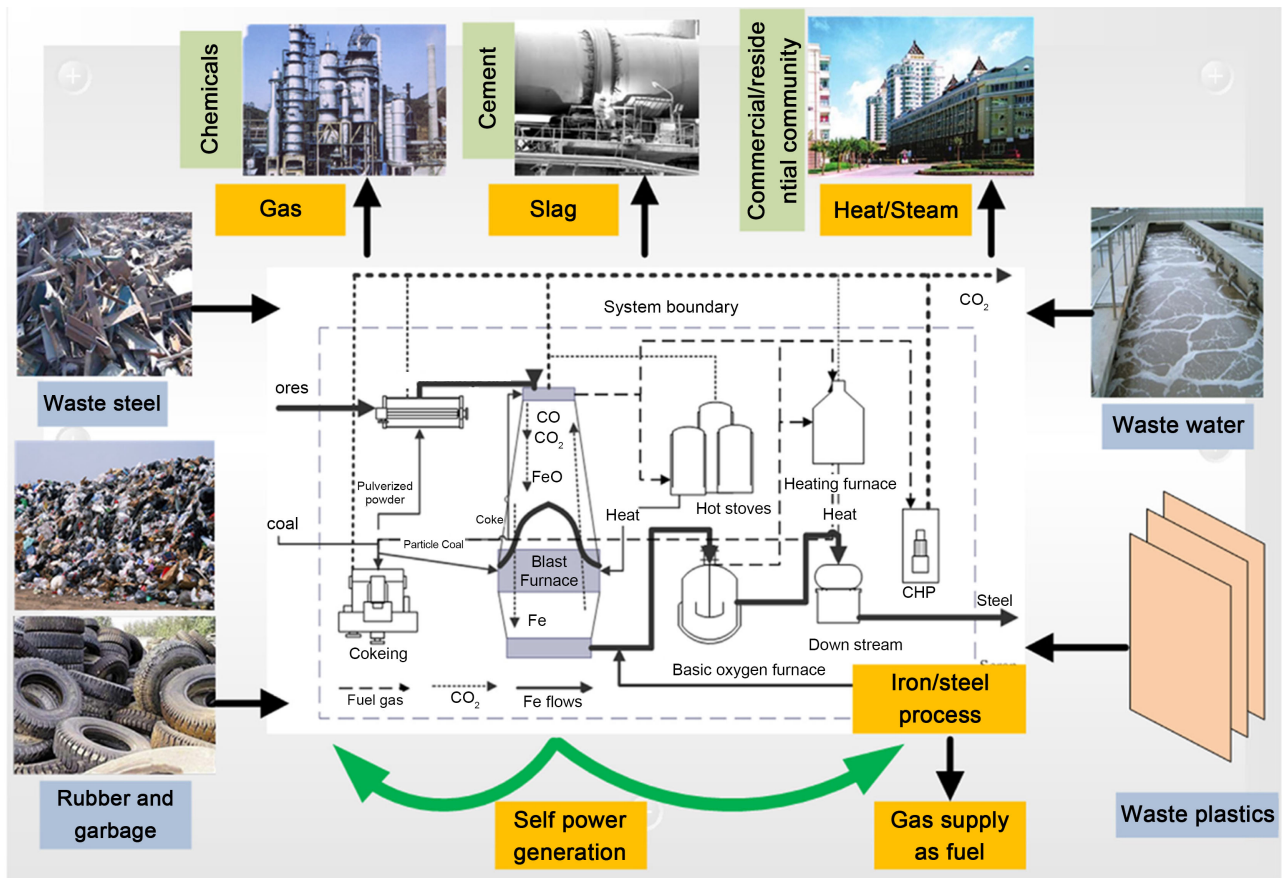 Chemicals
Cement
Commercial/reside
ntial community
Gas
Slag
Heat/Steam
CO2
System boundary
Waste steel
ores
CO
CO2
FeO
Waste water
Pulverized
powder
Hot stoves
Heating furnace
coal
Coke
Heat
Heat
Particle Coal
Blast
Furnace
CHP
Steel
Fe
Down stream
Cokeing
Basic oxygen furnace
Fuel gas
CO2
Fe flows
Iron/steel
process
Rubber and
garbage
Self power
generation
Gas supply
as fuel
Waste plastics